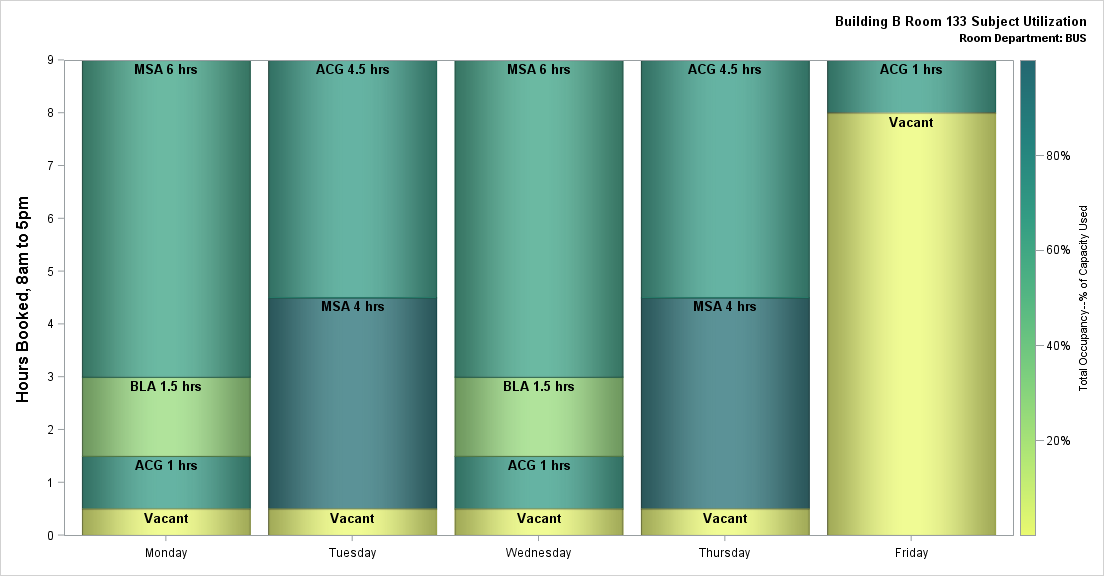 Building B Room 133 Subject Utilization
Room Department: BUS
Hours Booked, 8am to 5pm
9
8
7
6
5
4
3
2
1
0
MSA 6 hrs
BLA 1.5 hrs
ACG 1 hrs
Vacant
ACG 4.5 hrs
MSA 4 hrs
Vacant
MSA 6 hrs
BLA 1.5 hrs
ACG 1 hrs
Vacant
ACG 4.5 hrs
MSA 4 hrs
Vacant
ACG 1 hrs
Vacant
Monday
Tuesday
Wednesday
Thursday
Friday
80%
60%
40%
20%
Total Occupancy--% of Capacity Used